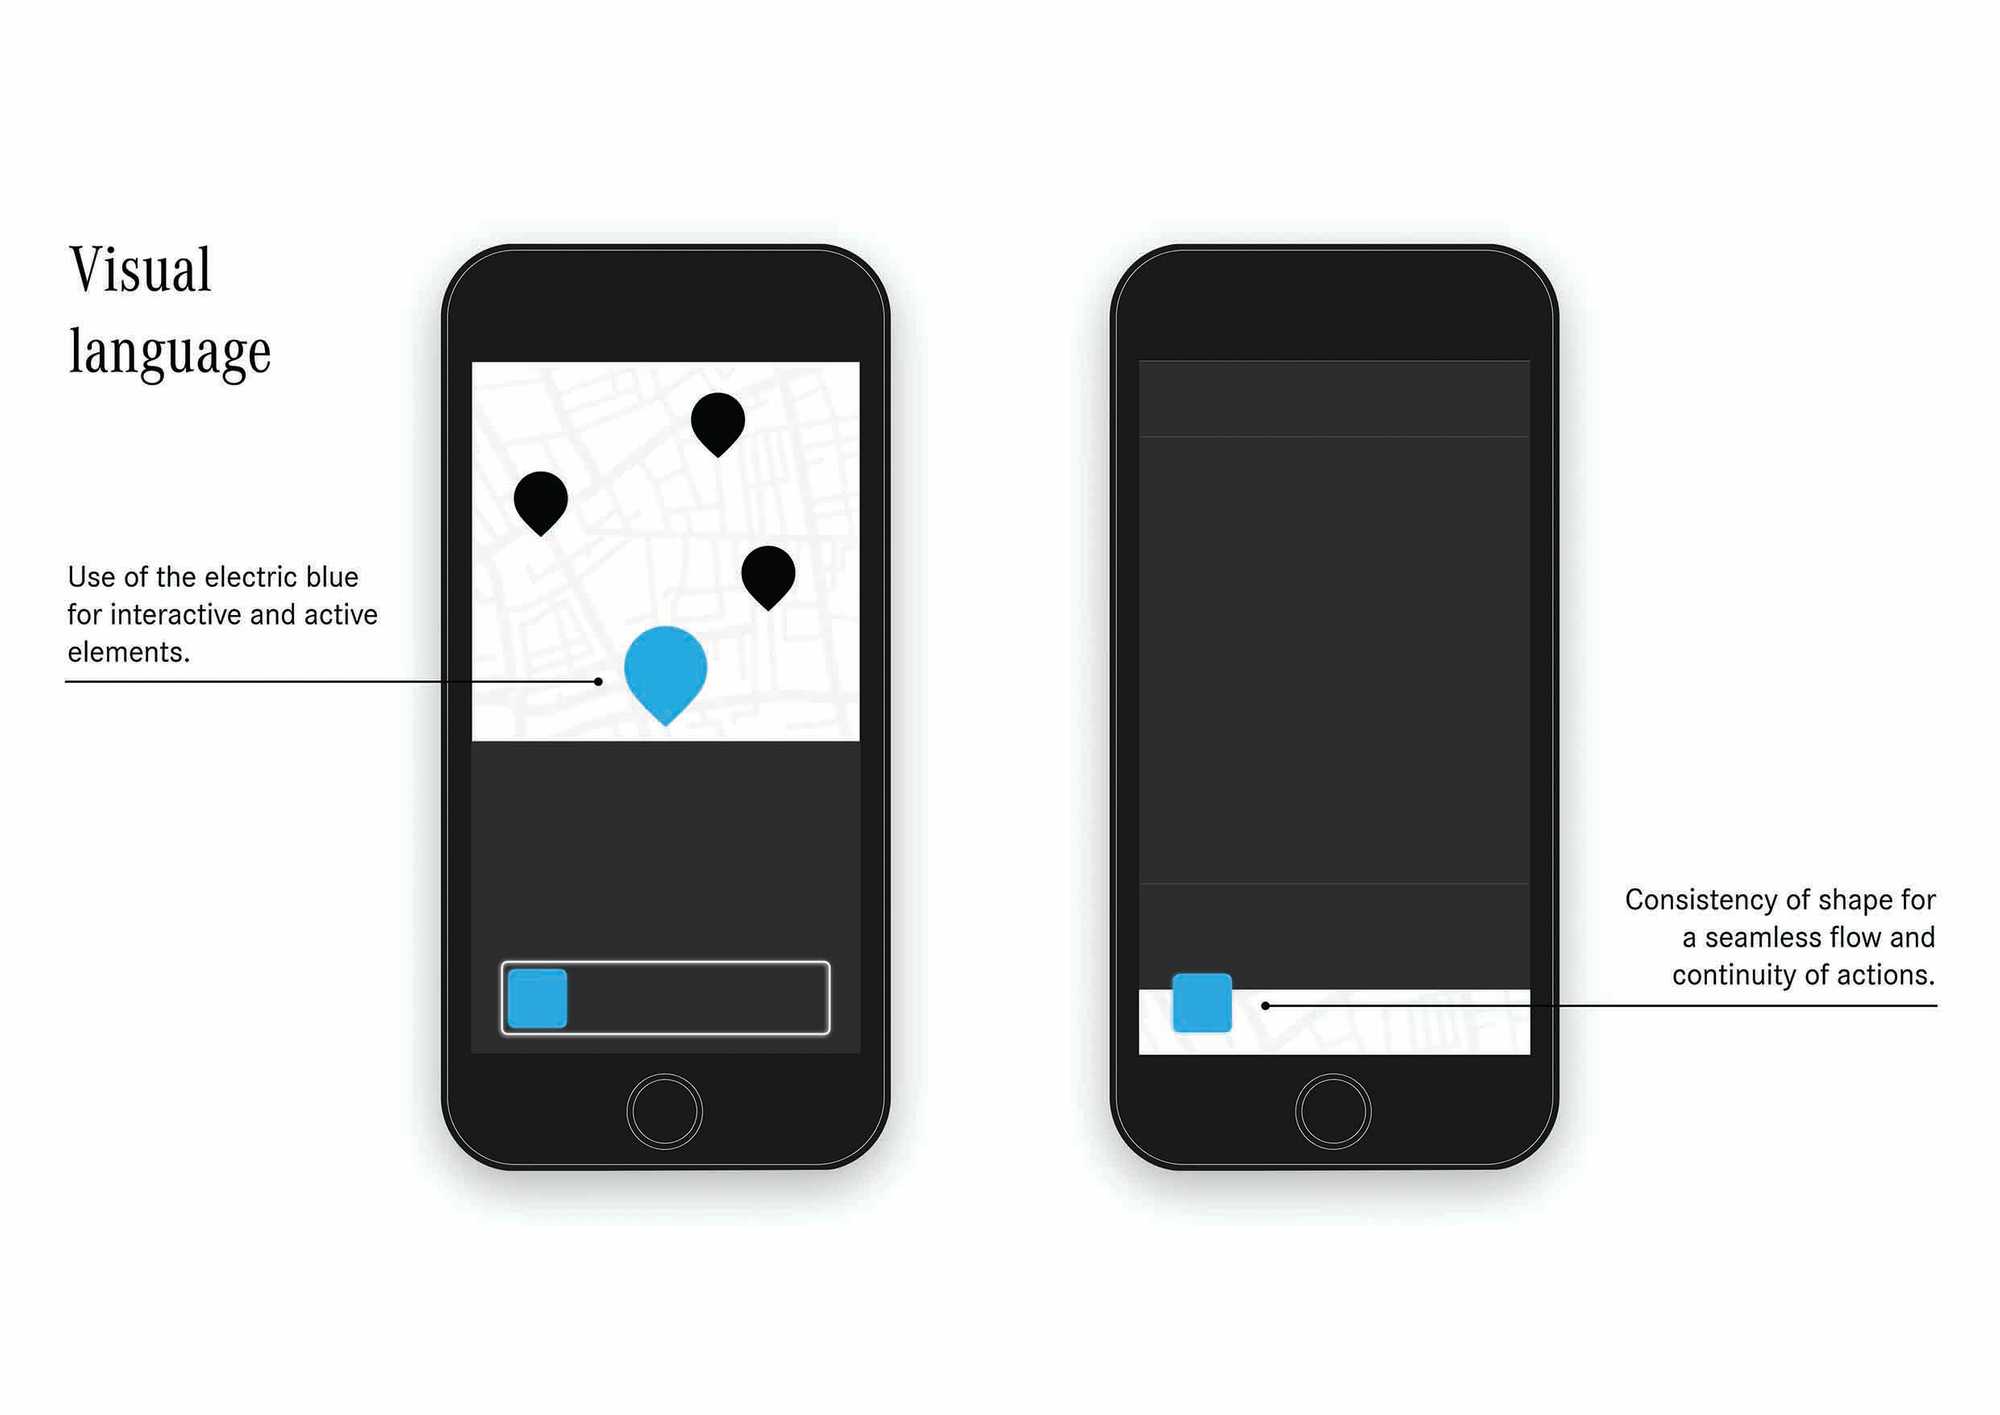 Visual
language
Use of the electric blue
for interactive and active
elements.
Consistency of shape for
a seamless flow and
continuity of actions.